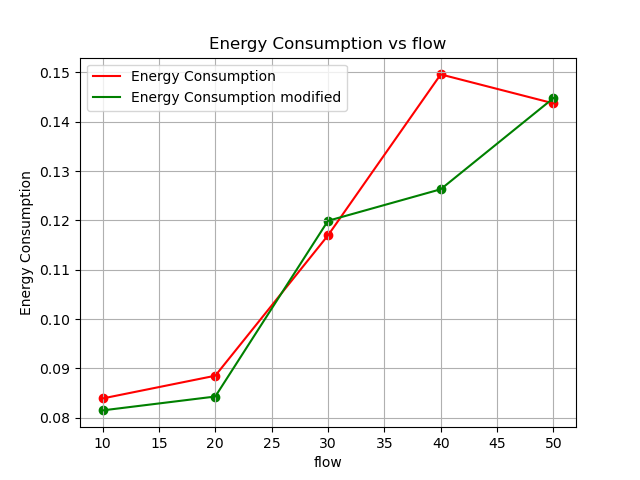 Energy Consumption vs flow
Energy Consumption
Energy Consumption modified
0.15
0.14
0.13
0.12
0.11
0.10
0.09
0.08
Energy Consumption
10 15 20 25 30 35 40 45 50
flow